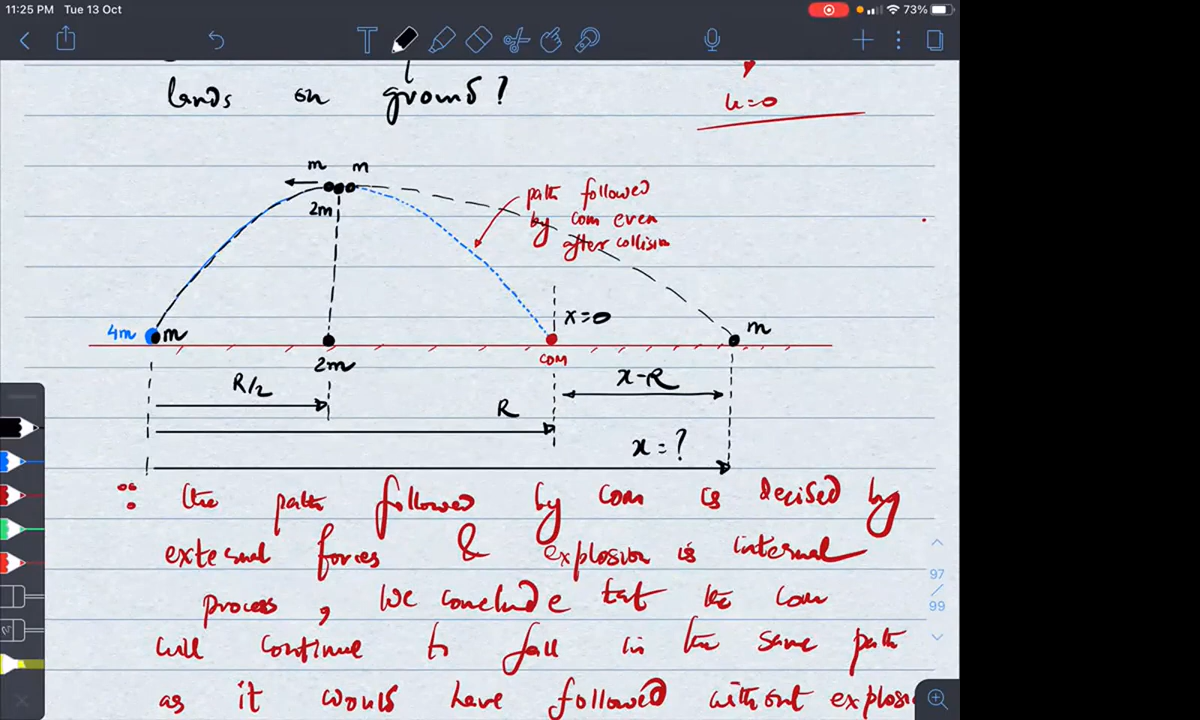 11:25 PM Tue 13 Oct 73%
lands on ground?
u=0
m m
2m
path followed
by com even
after collision
4m m
x=0
m
2m
com
R/2
x-R
R
x=?
∵ the path followed by com is decised by
external forces & explosion is internal
process, We conclude tat the com
will continue to fall in the same path
as it would have followed without explosi
97
/
99